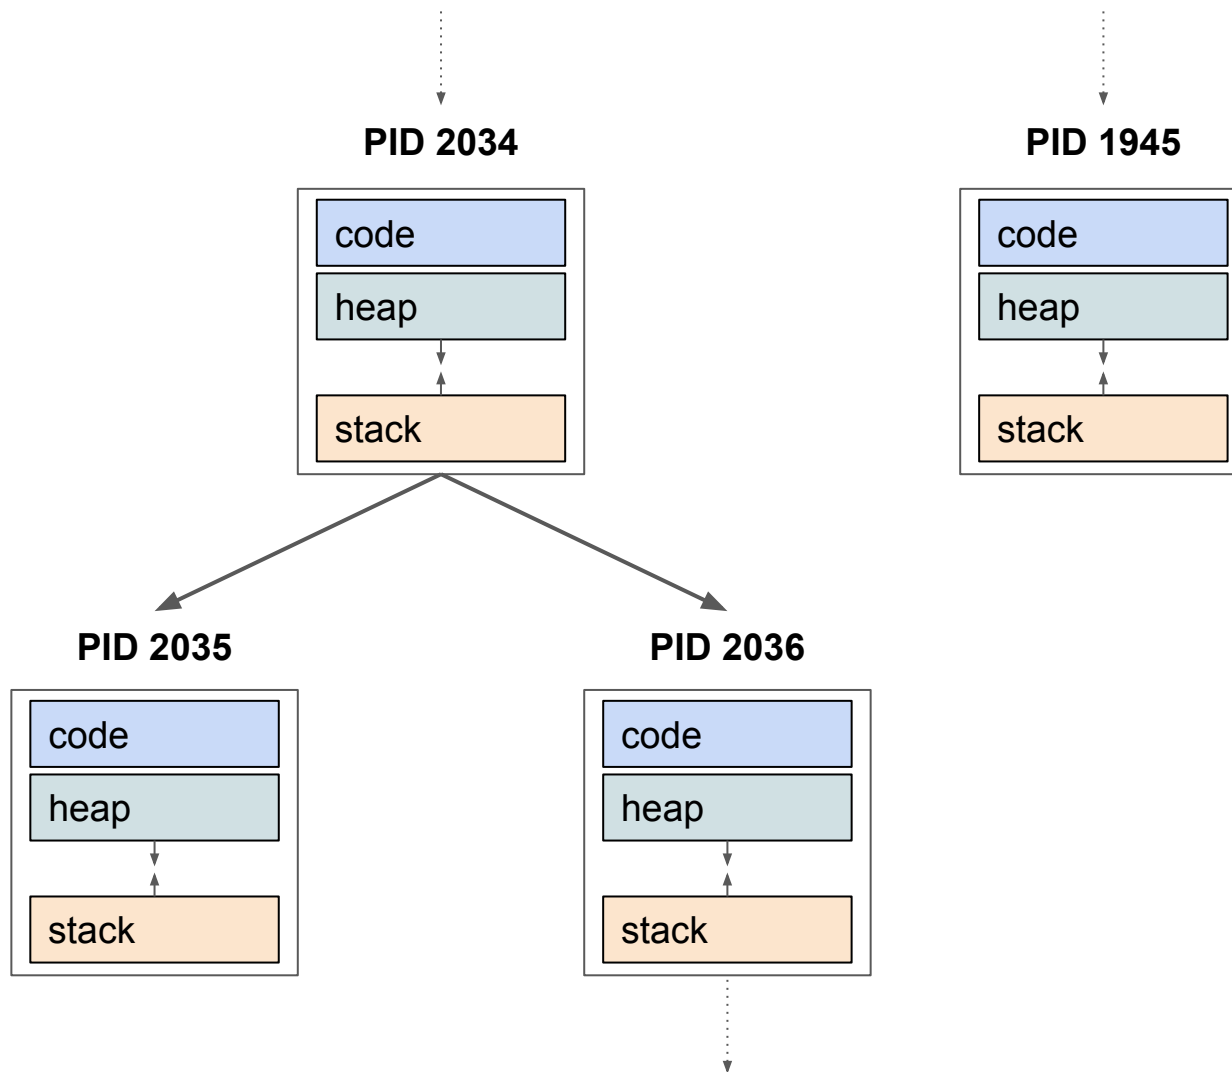 PID 2034
code
heap
stack
PID 1945
code
heap
stack
PID 2035
code
heap
stack
PID 2036
code
heap
stack